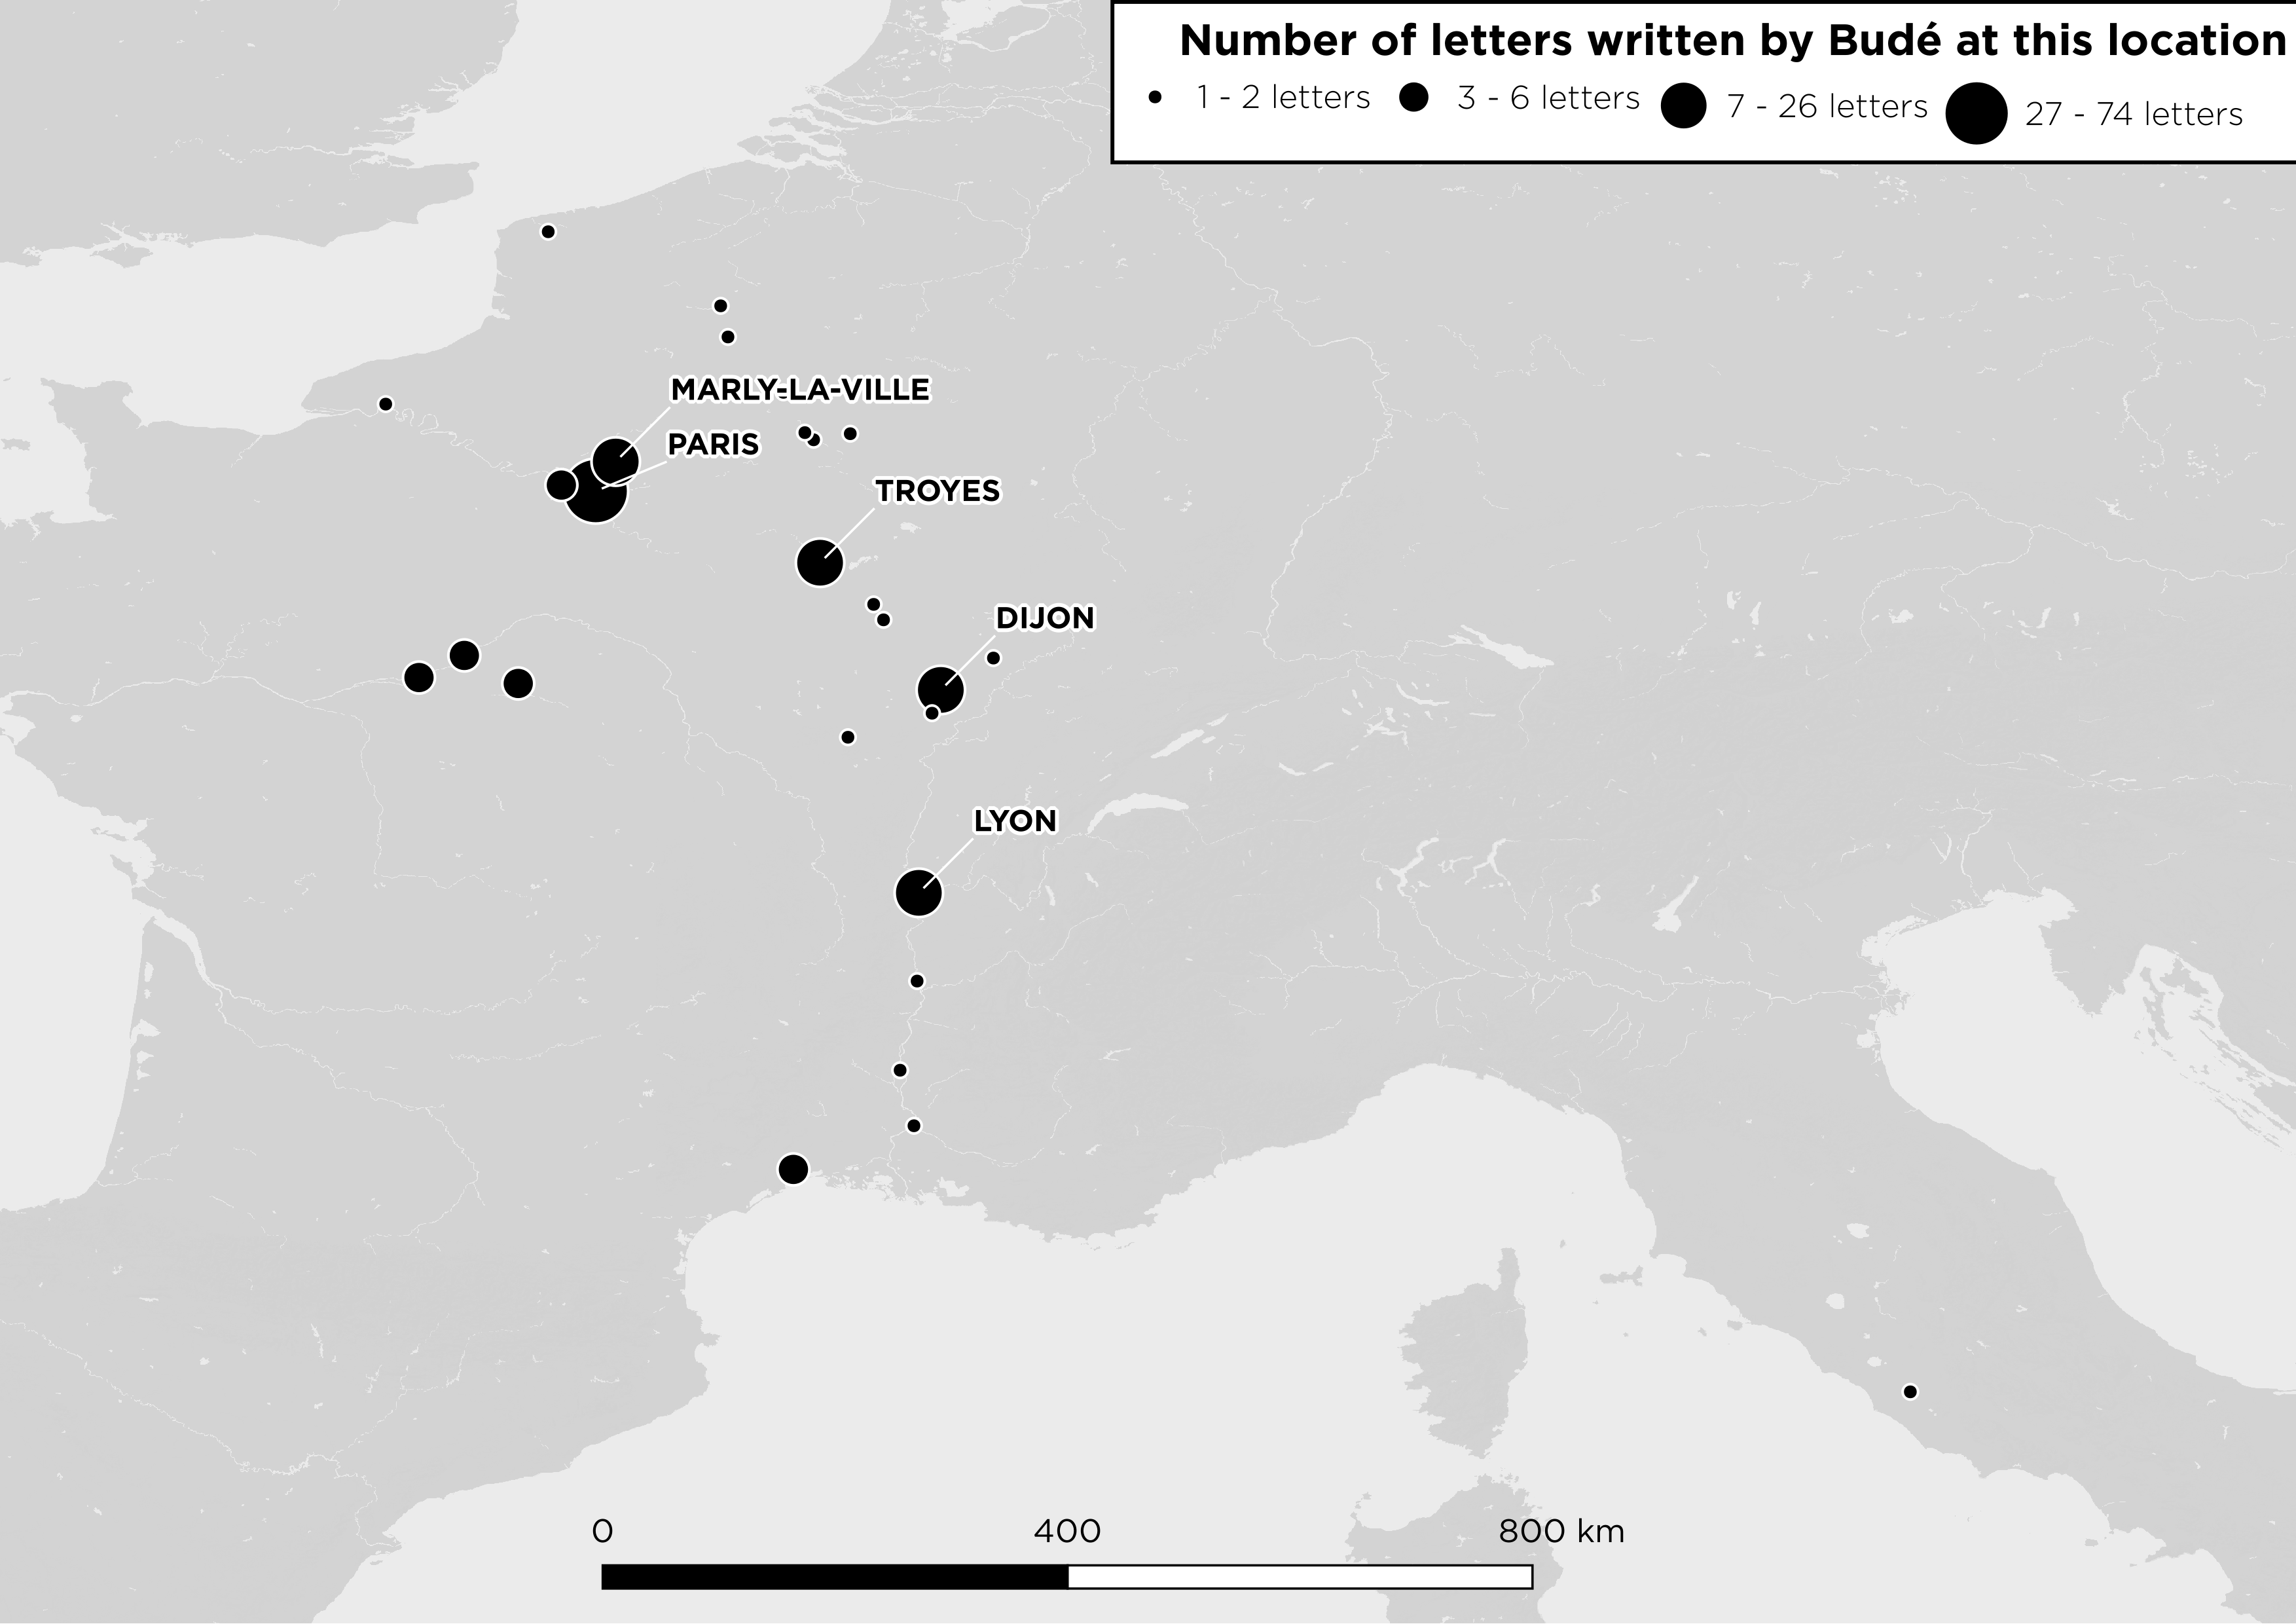 Number of letters written by Budé at this location
1 - 2 letters 3 - 6 letters 7 - 26 letters 27 - 74 letters
MARLY-LA-VILLE
PARIS
TROYES
DIJON
LYON
0 400 800 km